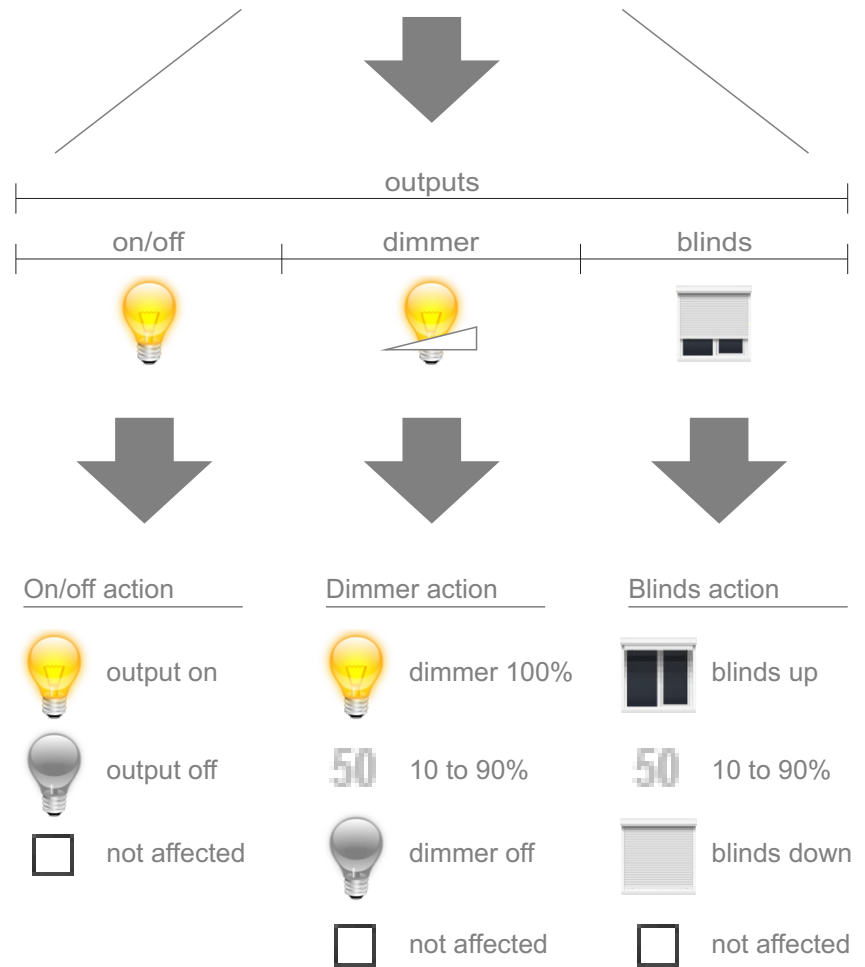 outputs
on/off
dimmer
blinds
On/off action
output on
output off
not affected
Dimmer action
dimmer 100%
50 10 to 90%
dimmer off
not affected
Blinds action
blinds up
50 10 to 90%
blinds down
not affected